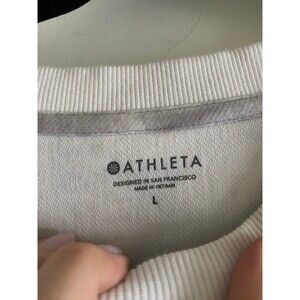 ATHLETA
DESIGNED IN SAN FRANCISCO
MADE IN VIETNAM
L